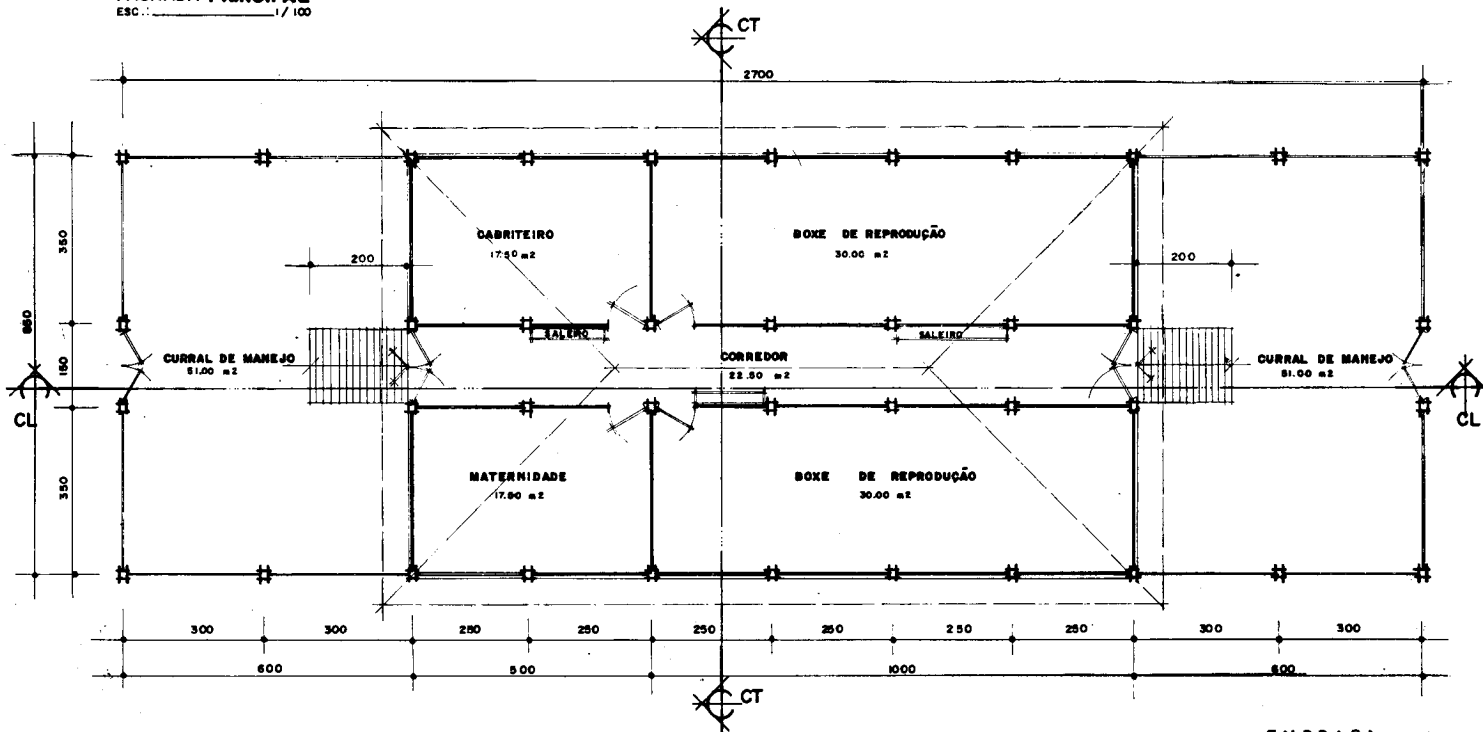 ESC.: 1/100
CT
2700
CABRITEIRO
17.50 m2
BOXE DE REPRODUÇÃO
30.00 m2
350
200
200
SALEIRO
SALEIRO
850
150
CURRAL DE MANEJO
51.00 m2
CORREDOR
22.50 m2
CURRAL DE MANEJO
51.00 m2
CL
CL
350
MATERNIDADE
17.50 m2
BOXE DE REPRODUÇÃO
30.00 m2
300 300 250 250 250 250 250 250 300 300
600 500 1000 600
CT